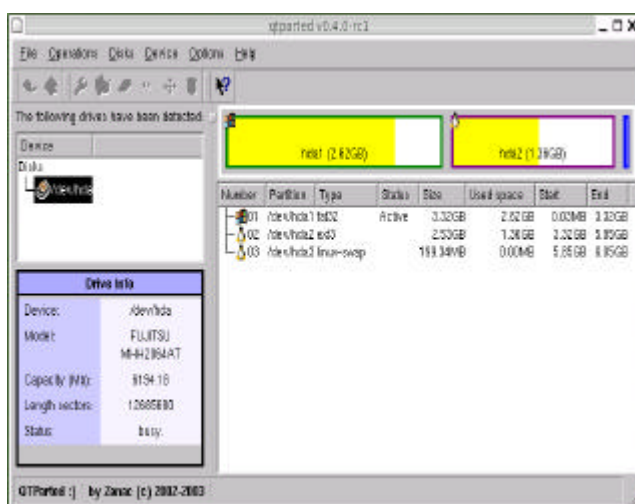 qtparted v0.4.0-rc1
File Operations Disks Device Options Help
The following drives have been detected:
Device
Disks
/dev/hda
hda1 (2.62GB)
hda2 (1.36GB)
Number Partition Type Status Size Used space Start End
01 /dev/hda1 fat32 Active 3.32GB 2.62GB 0.03MB 3.32GB
02 /dev/hda2 ext3 2.53GB 1.36GB 3.32GB 5.85GB
03 /dev/hda3 linux-swap 199.34MB 0.00MB 5.85GB 6.05GB
Drive Info
Device: /dev/hda
Model: FUJITSU
MHH2064AT
Capacity (Mb): 6194.18
Length sectors: 12685680
Status: busy.
QTParted :) by Zanac (c) 2002-2003